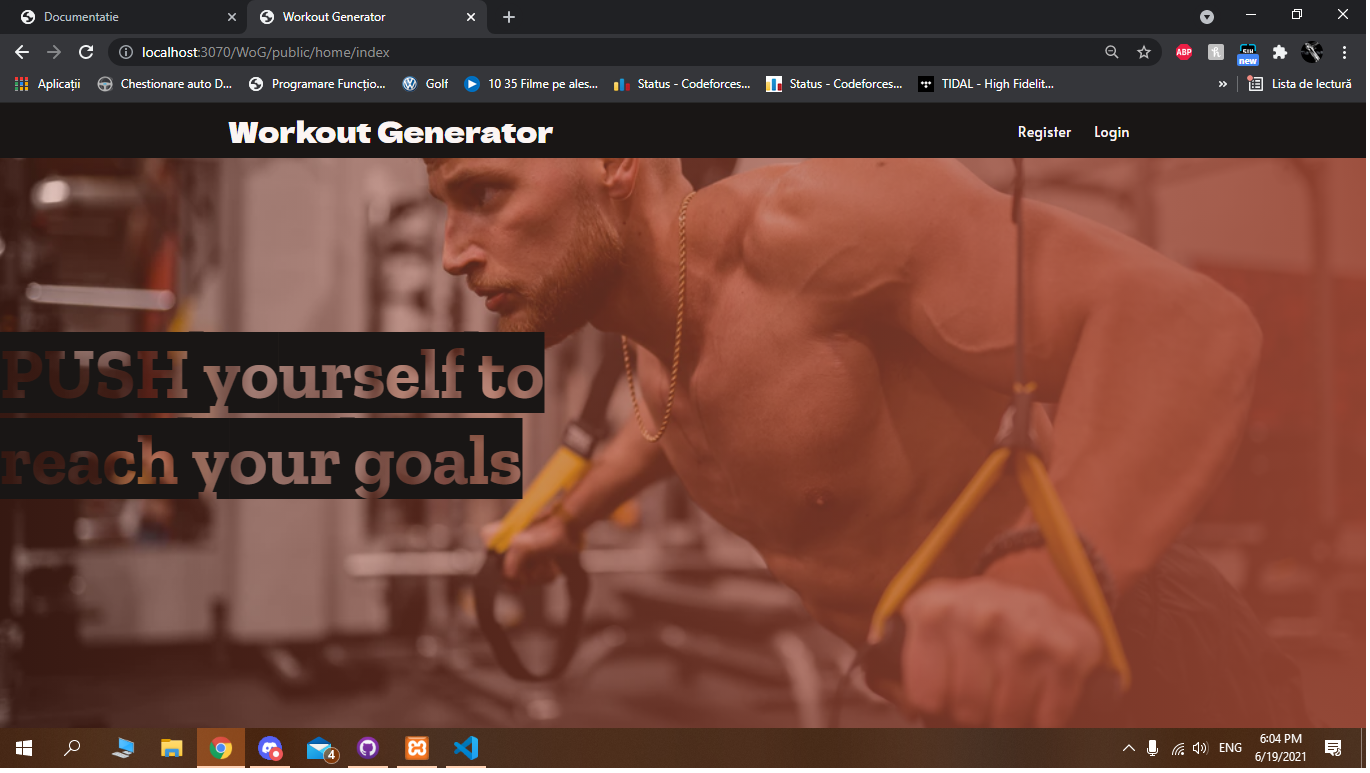 Documentatie
Workout Generator
localhost:3070/WoG/public/home/index
ABP
new
Aplicații
Chestionare auto D...
Programare Funcțio...
Golf
10 35 Filme pe ales...
Status - Codeforces...
Status - Codeforces...
TIDAL - High Fidelit...
»
Lista de lectură
Workout Generator
Register
Login
PUSH yourself to
reach your goals
4
ENG
6:04 PM
6/19/2021